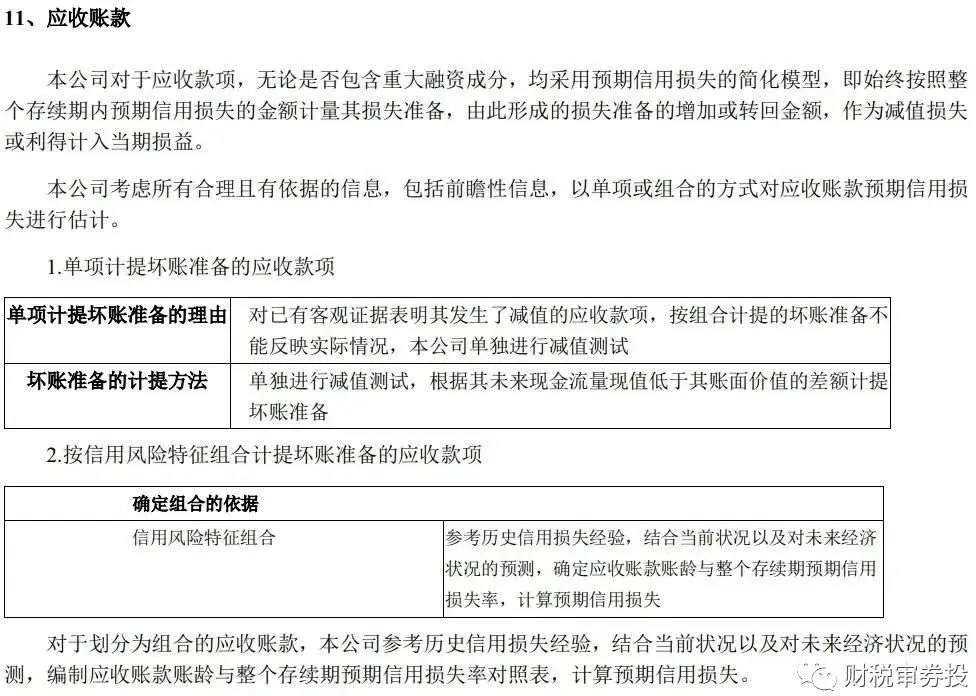 11、应收账款
本公司对于应收款项，无论是否包含重大融资成分，均采用预期信用损失的简化模型，即始终按照整
个存续期内预期信用损失的金额计量其损失准备，由此形成的损失准备的增加或转回金额，作为减值损失
或利得计入当期损益。
本公司考虑所有合理且有依据的信息，包括前瞻性信息，以单项或组合的方式对应收账款预期信用损
失进行估计。
1.单项计提坏账准备的应收款项
单项计提坏账准备的理由 对已有客观证据表明其发生了减值的应收款项，按组合计提的坏账准备不
能反映实际情况，本公司单独进行减值测试
坏账准备的计提方法 单独进行减值测试，根据其未来现金流量现值低于其账面价值的差额计提
坏账准备
2.按信用风险特征组合计提坏账准备的应收款项
确定组合的依据
信用风险特征组合 参考历史信用损失经验，结合当前状况以及对未来经济
状况的预测，确定应收账款账龄与整个存续期预期信用
损失率，计算预期信用损失
对于划分为组合的应收账款，本公司参考历史信用损失经验，结合当前状况以及对未来经济状况的预
测，编制应收账款账龄与整个存续期预期信用损失率对照表，计算预期信用损失。
财税审券投